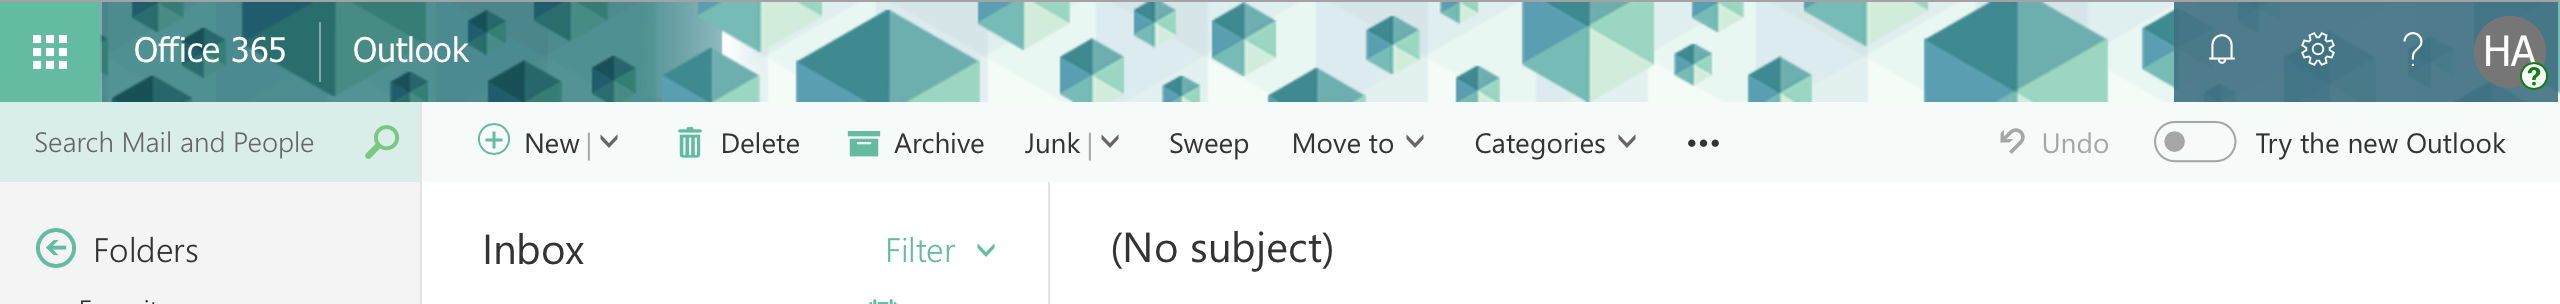 Office 365 Outlook ? HA ?
Search Mail and People New Delete Archive Junk Sweep Move to Categories Undo Try the new Outlook
Folders Inbox Filter (No subject)